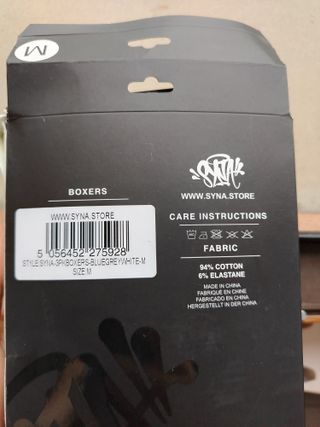 M
SYNA
WWW.SYNA.STORE
BOXERS
WWW.SYNA.STORE
5 056452 275928
STYLE:SYNA-3PKBOXERS-BLUEGREYWHITE-M
SIZE:M
CARE INSTRUCTIONS
FABRIC
94% COTTON
6% ELASTANE
MADE IN CHINA
FABRIQUÉ EN CHINE
FABRICADO EN CHINA
HERGESTELLT IN DER CHINA